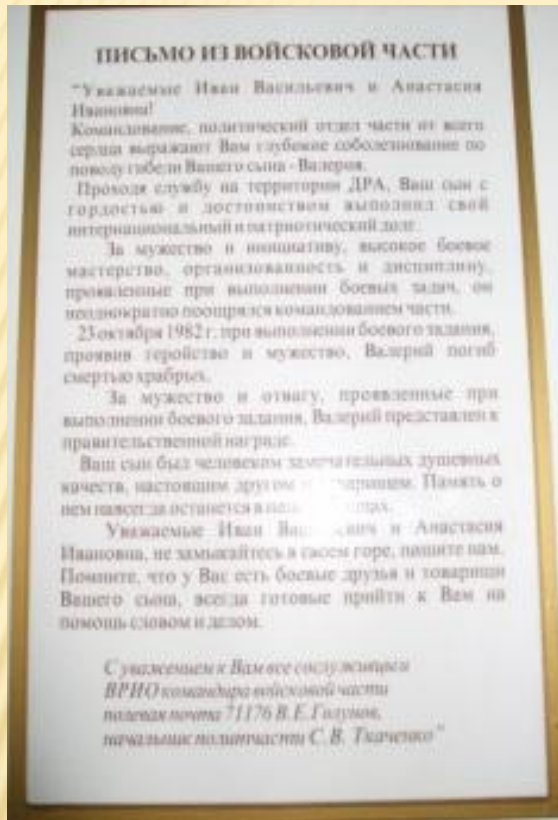 ПИСЬМО ИЗ ВОЙСКОВОЙ ЧАСТИ
"Уважаемые Иван Васильевич и Анастасия
Ивановна!
Командование, политический отдел части от всего
сердца выражают Вам глубокое соболезнование по
поводу гибели Вашего сына - Валерия.
Проходя службу на территории ДРА, Ваш сын с
гордостью и достоинством выполнил свой
интернациональный и патриотический долг.
За мужество и инициативу, высокое боевое
мастерство, организованность и дисциплину,
проявленные при выполнении боевых задач, он
неоднократно поощрялся командованием части.
23 октября 1982 г. при выполнении боевого задания,
проявив геройство и мужество, Валерий погиб
смертью храбрых.
За мужество и отвагу, проявленные при
выполнении боевого задания, Валерий представлен к
правительственной награде.
Ваш сын был человеком замечательных душевных
качеств, настоящим другом и товарищем. Память о
нем навсегда останется в
Уважаемые Иван Васильевич и Анастасия
Ивановна, не замыкайтесь в своем горе, пишите нам.
Помните, что у Вас есть боевые друзья и товарищи
Вашего сына, всегда готовые прийти к Вам на
помощь словом и делом.
С уважением к Вам все сослуживцы и
ВРИО командира войсковой части
полевая почта 71176 В.Е.Голунов,
начальник политчасти С. В. Ткаченко"